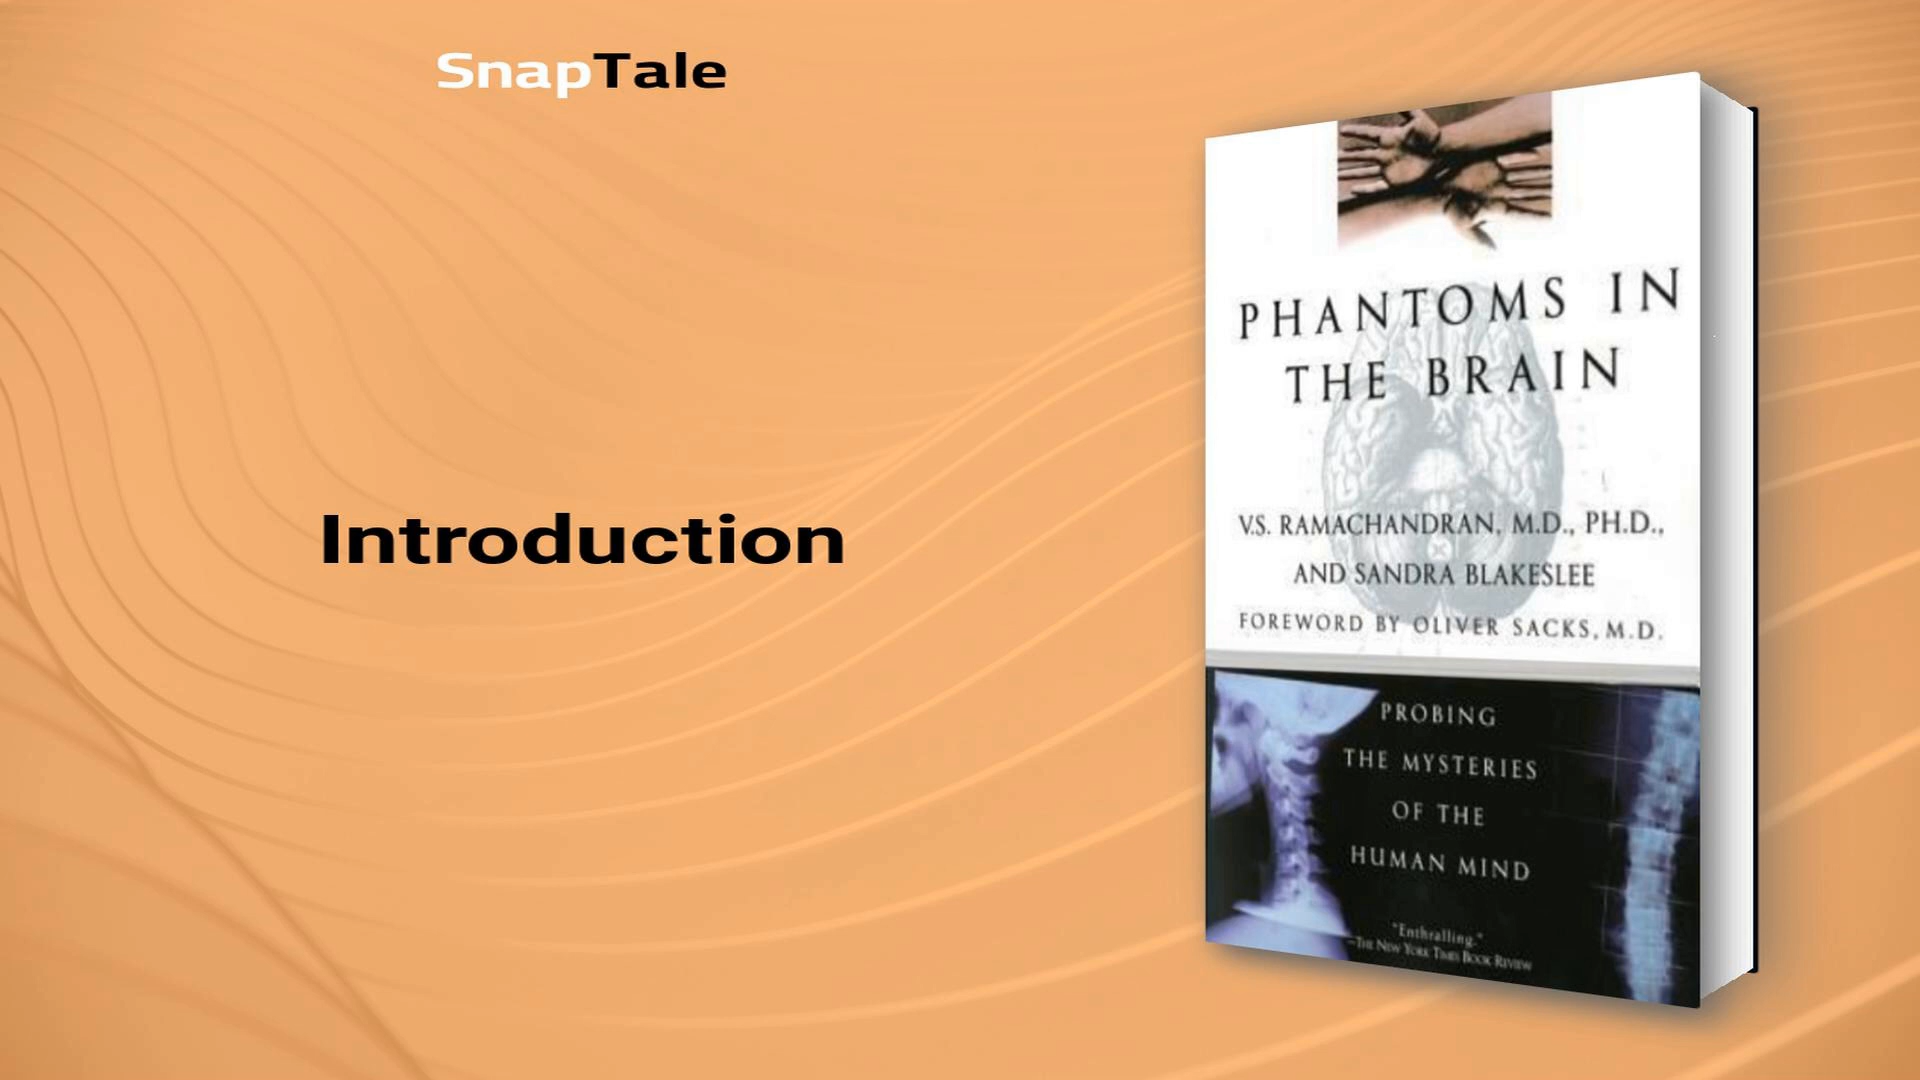 SnapTale
Introduction
PHANTOMS IN
THE BRAIN
V.S. RAMACHANDRAN, M.D., PH.D.,
AND SANDRA BLAKESLEE
FOREWORD BY OLIVER SACKS, M.D.
PROBING
THE MYSTERIES
OF THE
HUMAN MIND
"Enthralling."
—THE NEW YORK TIMES BOOK REVIEW